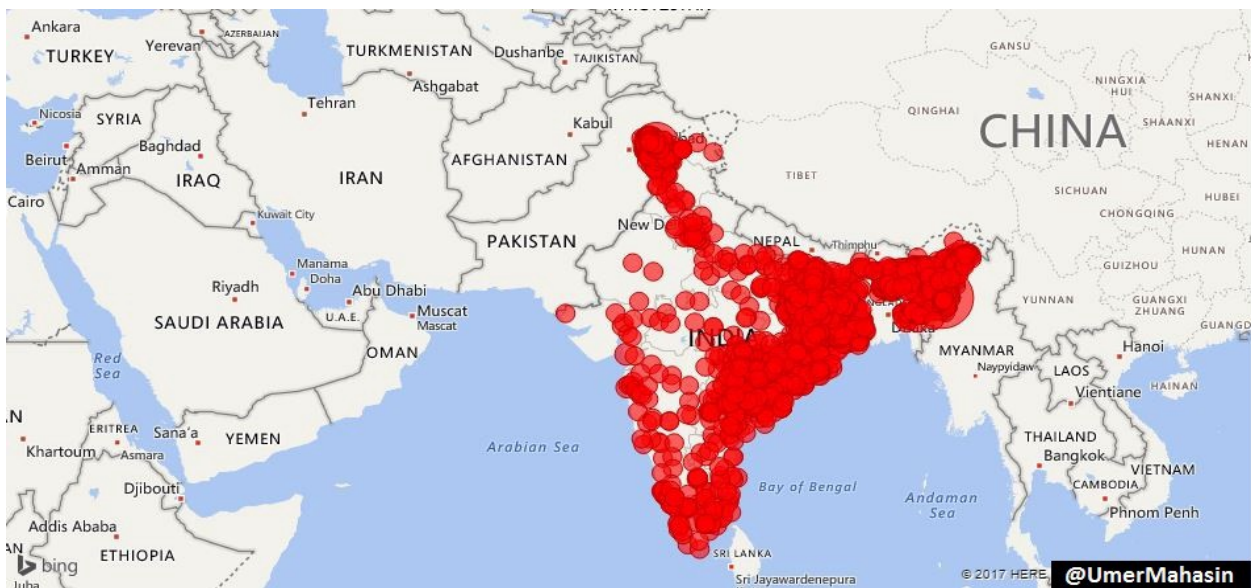 Ankara
Yerevan
AZERBAIJAN
TURKEY
TURKMENISTAN
Dushanbe
TAJIKISTAN
Ashgabat
GANSU
NINGXIA
HUI
SHANXI
QINGHAI
SHAANXI
HENAN
Nicosia
SYRIA
Tehran
Kabul
CHINA
Beirut
Baghdad
Amman
IRAQ
IRAN
AFGHANISTAN
TIBET
SICHUAN
HUBEI
CHONGQING
Cairo
Kuwait City
PAKISTAN
New D
NEPAL
Thimphu
HUNAN
GUIZHOU
Manama
Doha
Riyadh
Abu Dhabi
U.A.E.
Muscat
Mascat
YUNNAN
GUANGXI
ZHUANG
GUANGD
SAUDI ARABIA
OMAN
INDIA
Dhaka
MYANMAR
Naypyidaw
Hanoi
LAOS
Vientiane
HAINAN
Red
Sea
Khartoum
ERITREA
Asmara
Sana'a
YEMEN
Arabian Sea
THAILAND
Bangkok
VIETNAM
CAMBODIA
Phnom Penh
Djibouti
Bay of Bengal
Andaman
Sea
Addis Ababa
ETHIOPIA
SRI LANKA
Sri Jayawardenepura
bing
Juba
© 2017 HERE
@UmerMahasin